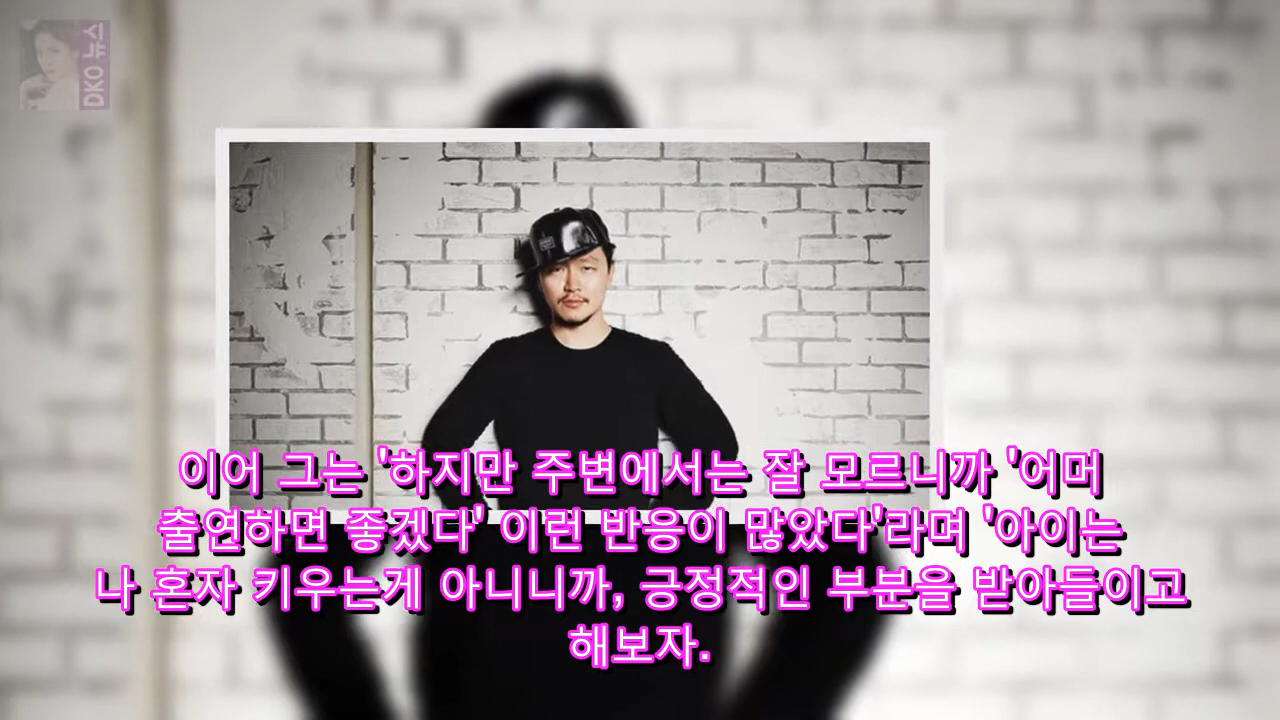 DKO 뉴스
이어 그는 '하지만 주변에서는 잘 모르니까 '어머
출연하면 좋겠다' 이런 반응이 많았다'라며 '아이는
나 혼자 키우는게 아니니까, 긍정적인 부분을 받아들이고
해보자.